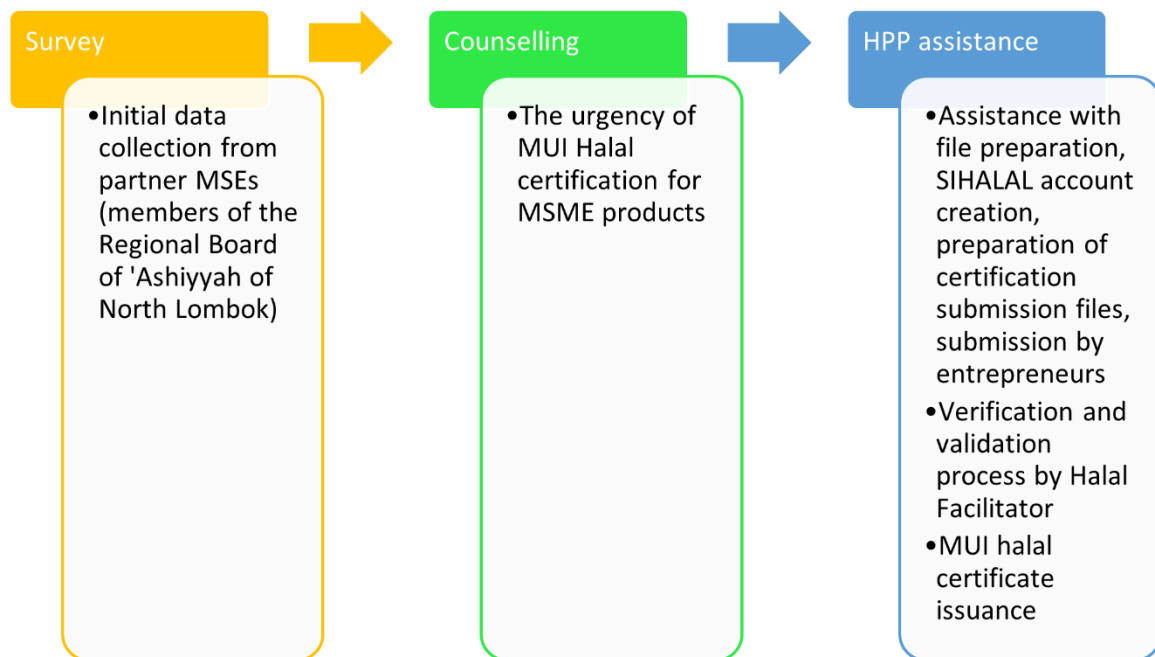 Survey
•Initial data
collection from
partner MSEs
(members of the
Regional Board
of 'Ashiyyah of
North Lombok)
Counselling
•The urgency of
MUI Halal
certification for
MSME products
HPP assistance
•Assistance with
file preparation,
SIHALAL account
creation,
preparation of
certification
submission files,
submission by
entrepreneurs
•Verification and
validation
process by Halal
Facilitator
•MUI halal
certificate
issuance